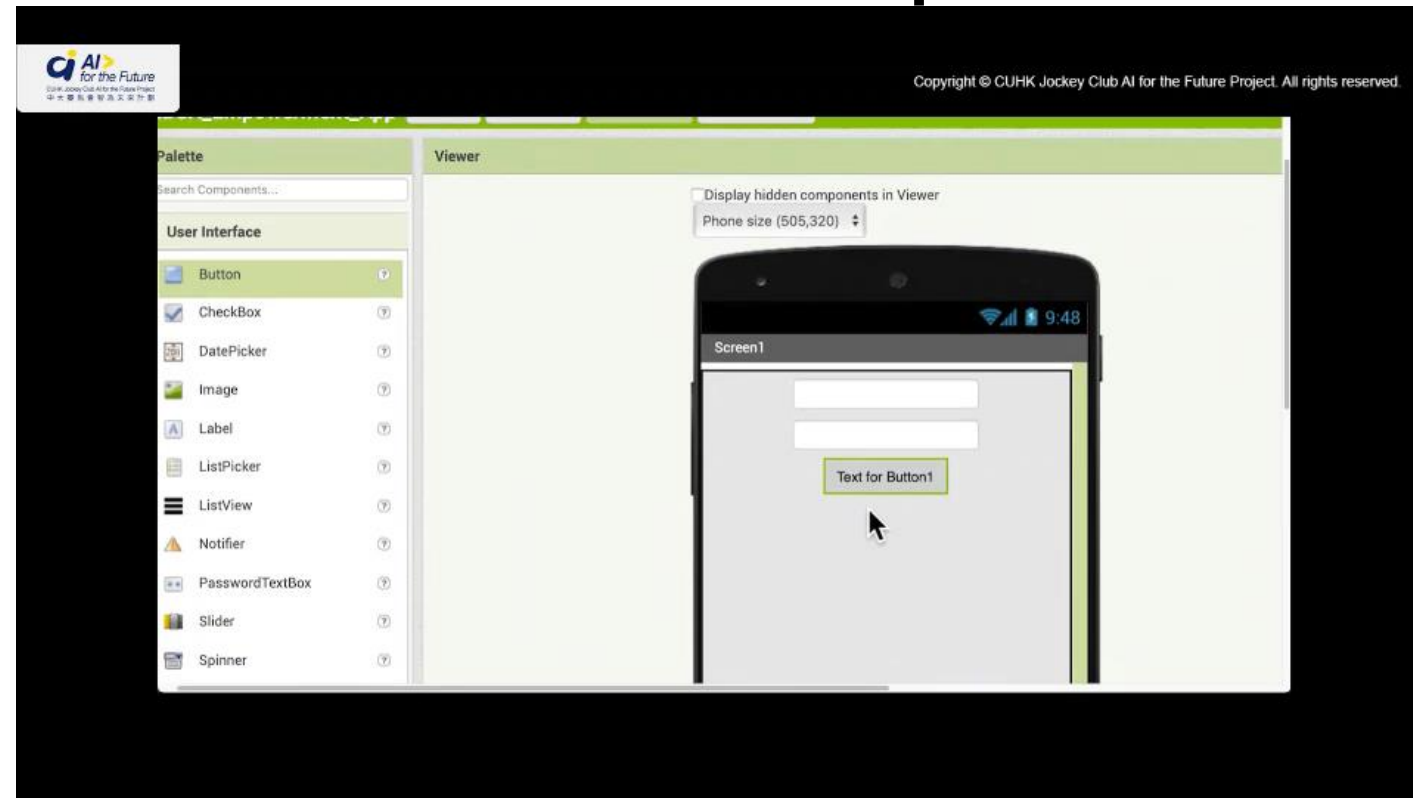 AI>
for the Future
Copyright © CUHK Jockey Club AI for the Future Project. All rights reserved.
Palette
Viewer
Search Components...
Display hidden components in Viewer
Phone size (505,320)
User Interface
Button
CheckBox
DatePicker
Image
Label
ListPicker
ListView
Notifier
PasswordTextBox
Slider
Spinner
9:48
Screen1
Text for Button1